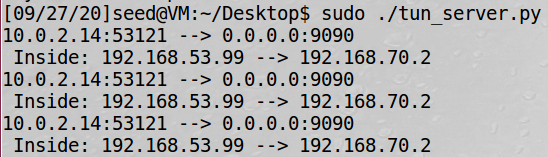 [09/27/20]seed@VM:~/Desktop$ sudo ./tun_server.py
10.0.2.14:53121 --> 0.0.0.0:9090
 Inside: 192.168.53.99 --> 192.168.70.2
10.0.2.14:53121 --> 0.0.0.0:9090
 Inside: 192.168.53.99 --> 192.168.70.2
10.0.2.14:53121 --> 0.0.0.0:9090
 Inside: 192.168.53.99 --> 192.168.70.2